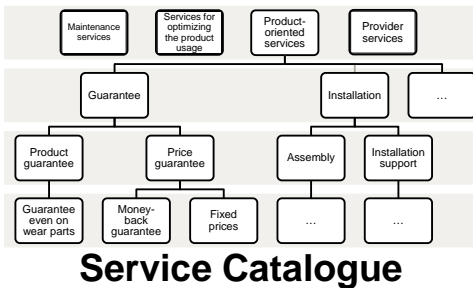 Maintenance
services
Services for
optimizing
the product
usage
Product-
oriented
services
Provider
services
Guarantee
Installation
...
Product
guarantee
Price
guarantee
Assembly
Installation
support
Guarantee
even on
wear parts
Money-
back
guarantee
Fixed
prices
...
...
Service Catalogue